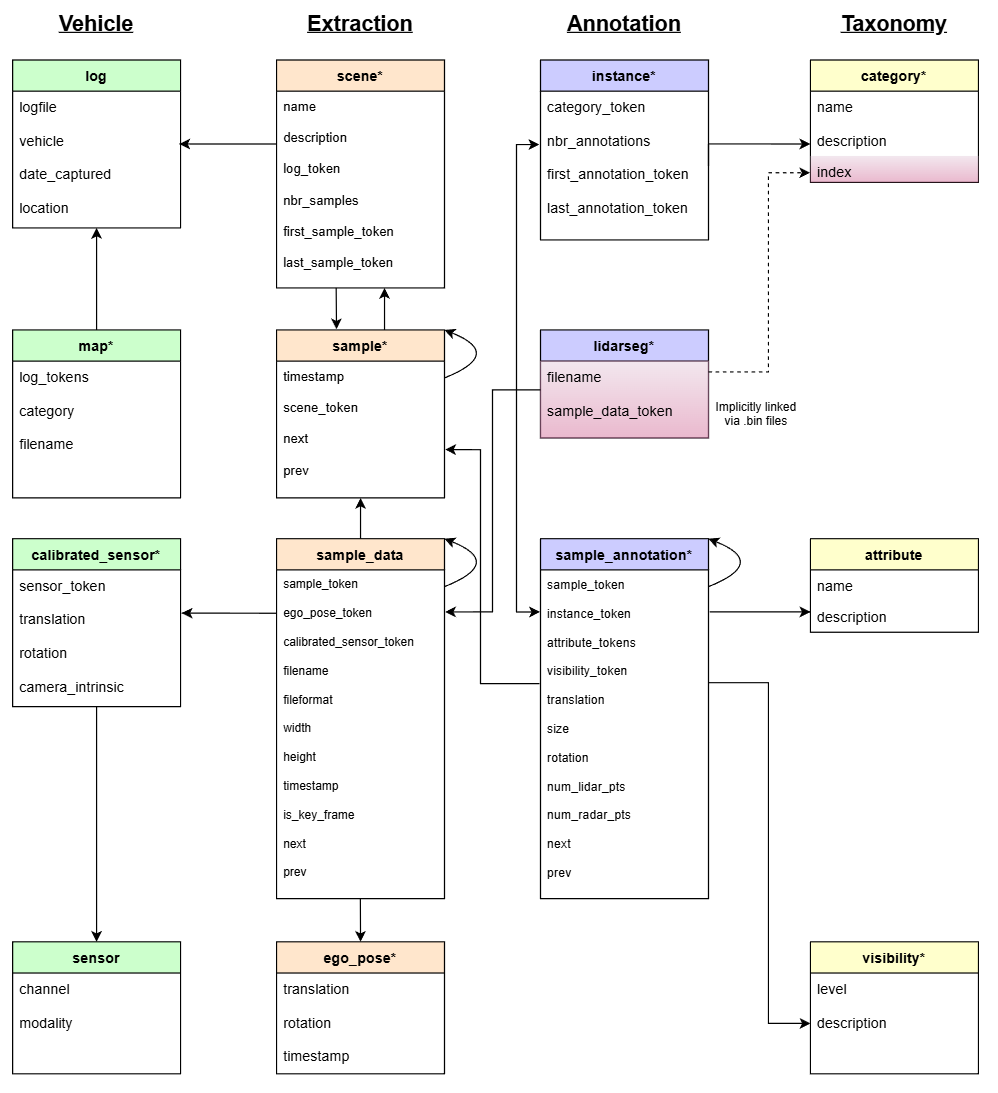 Vehicle
Extraction
Annotation
Taxonomy
log
logfile
vehicle
date_captured
location
scene*
name
description
log_token
nbr_samples
first_sample_token
last_sample_token
instance*
category_token
nbr_annotations
first_annotation_token
last_annotation_token
category*
name
description
index
map*
log_tokens
category
filename
sample*
timestamp
scene_token
next
prev
lidarseg*
filename
sample_data_token
Implicitly linked
via .bin files
calibrated_sensor*
sensor_token
translation
rotation
camera_intrinsic
sample_data
sample_token
ego_pose_token
calibrated_sensor_token
filename
fileformat
width
height
timestamp
is_key_frame
next
prev
sample_annotation*
sample_token
instance_token
attribute_tokens
visibility_token
translation
size
rotation
num_lidar_pts
num_radar_pts
next
prev
attribute
name
description
sensor
channel
modality
ego_pose*
translation
rotation
timestamp
visibility*
level
description